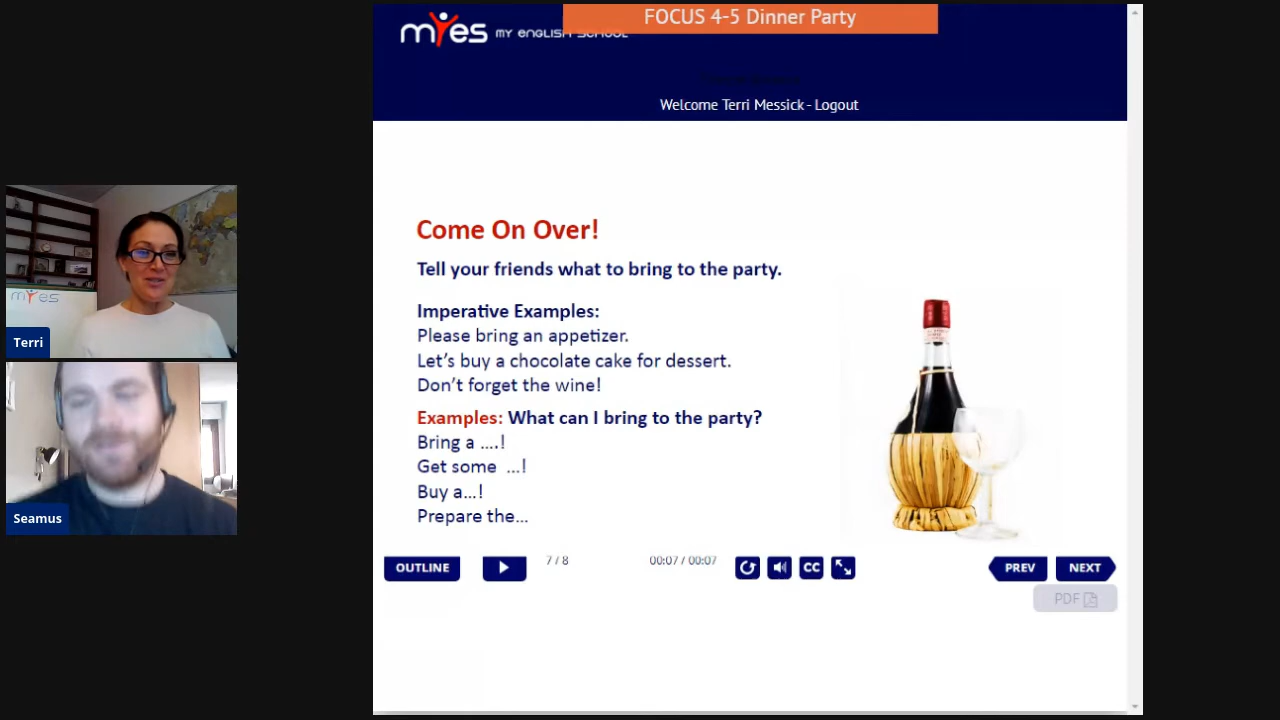 FOCUS 4-5 Dinner Party
mYes MY ENGLISH SCHOOL
Welcome Terri Messick - Logout
mYes
Terri
Seamus
Come On Over!
Tell your friends what to bring to the party.
Imperative Examples:
Please bring an appetizer.
Let's buy a chocolate cake for dessert.
Don't forget the wine!
Examples: What can I bring to the party?
Bring a ....!
Get some ...!
Buy a...!
Prepare the...
OUTLINE
7 / 8
00:07 / 00:07
CC
PREV
NEXT
PDF